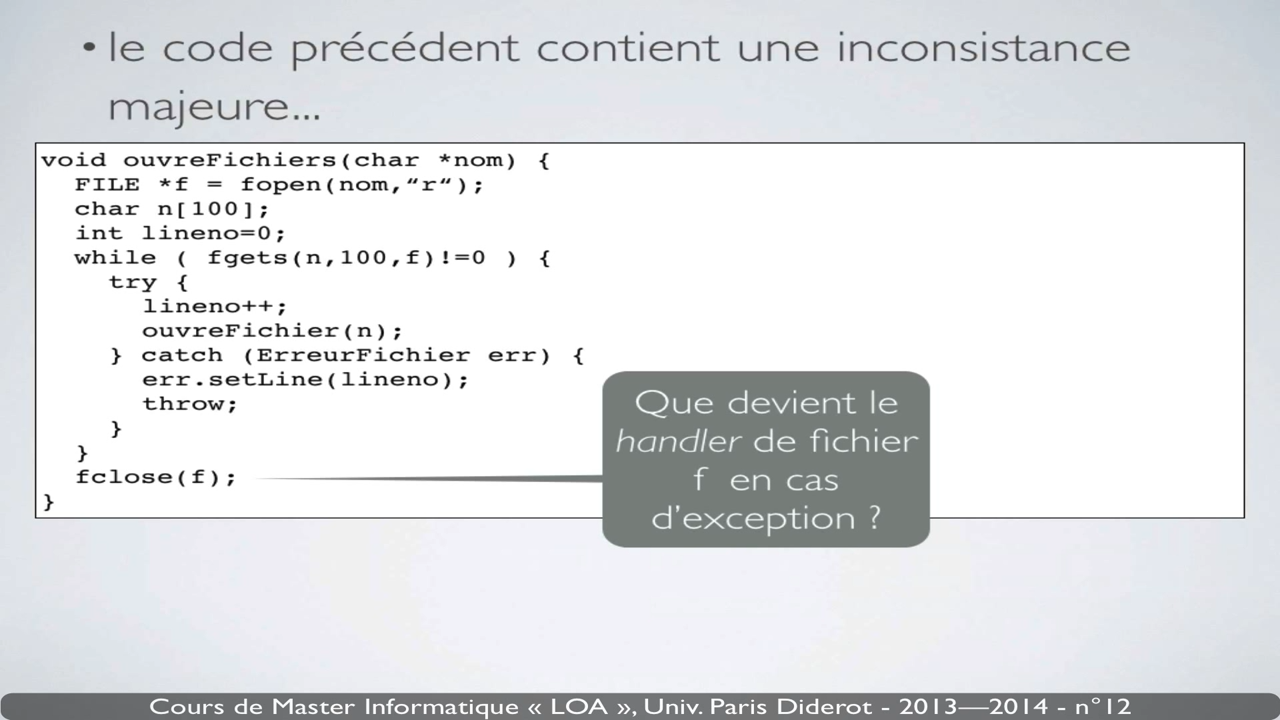 • le code précédent contient une inconsistance
majeure...
void ouvreFichiers(char *nom) {
  FILE *f = fopen(nom,“r“);
  char n[100];
  int lineno=0;
  while ( fgets(n,100,f)!=0 ) {
    try {
      lineno++;
      ouvreFichier(n);
    } catch (ErreurFichier err) {
      err.setLine(lineno);
      throw;
    }
  }
  fclose(f);
}
Que devient le
handler de fichier
f en cas
d'exception ?
Cours de Master Informatique « LOA », Univ. Paris Diderot - 2013—2014 - n°12